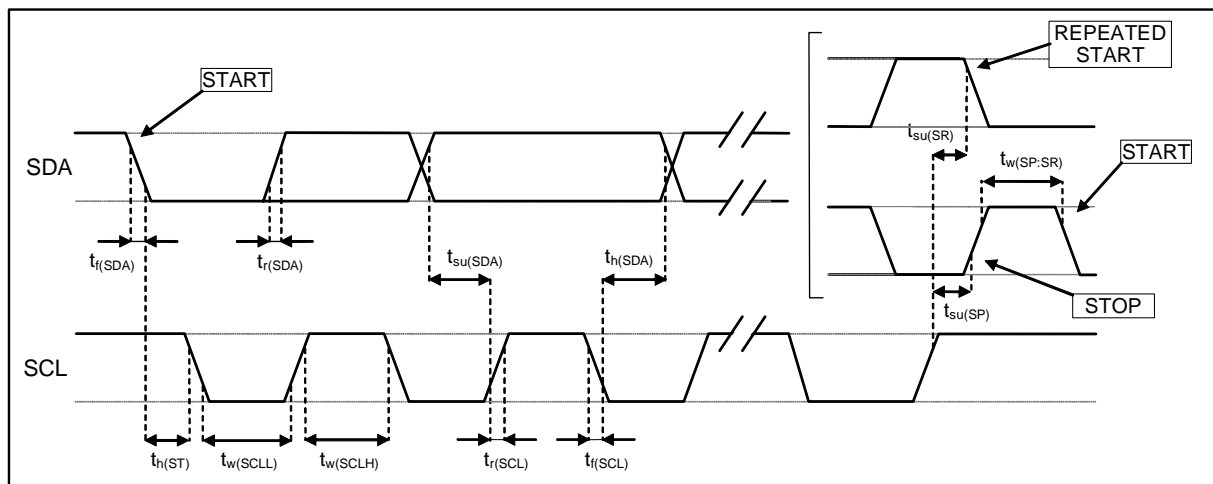 REPEATED
START
START
t_su(SR)
START
t_w(SP:SR)
SDA
t_f(SDA)
t_r(SDA)
t_su(SDA)
t_h(SDA)
t_su(SP)
STOP
SCL
t_h(ST)
t_w(SCLL)
t_w(SCLH)
t_r(SCL)
t_f(SCL)